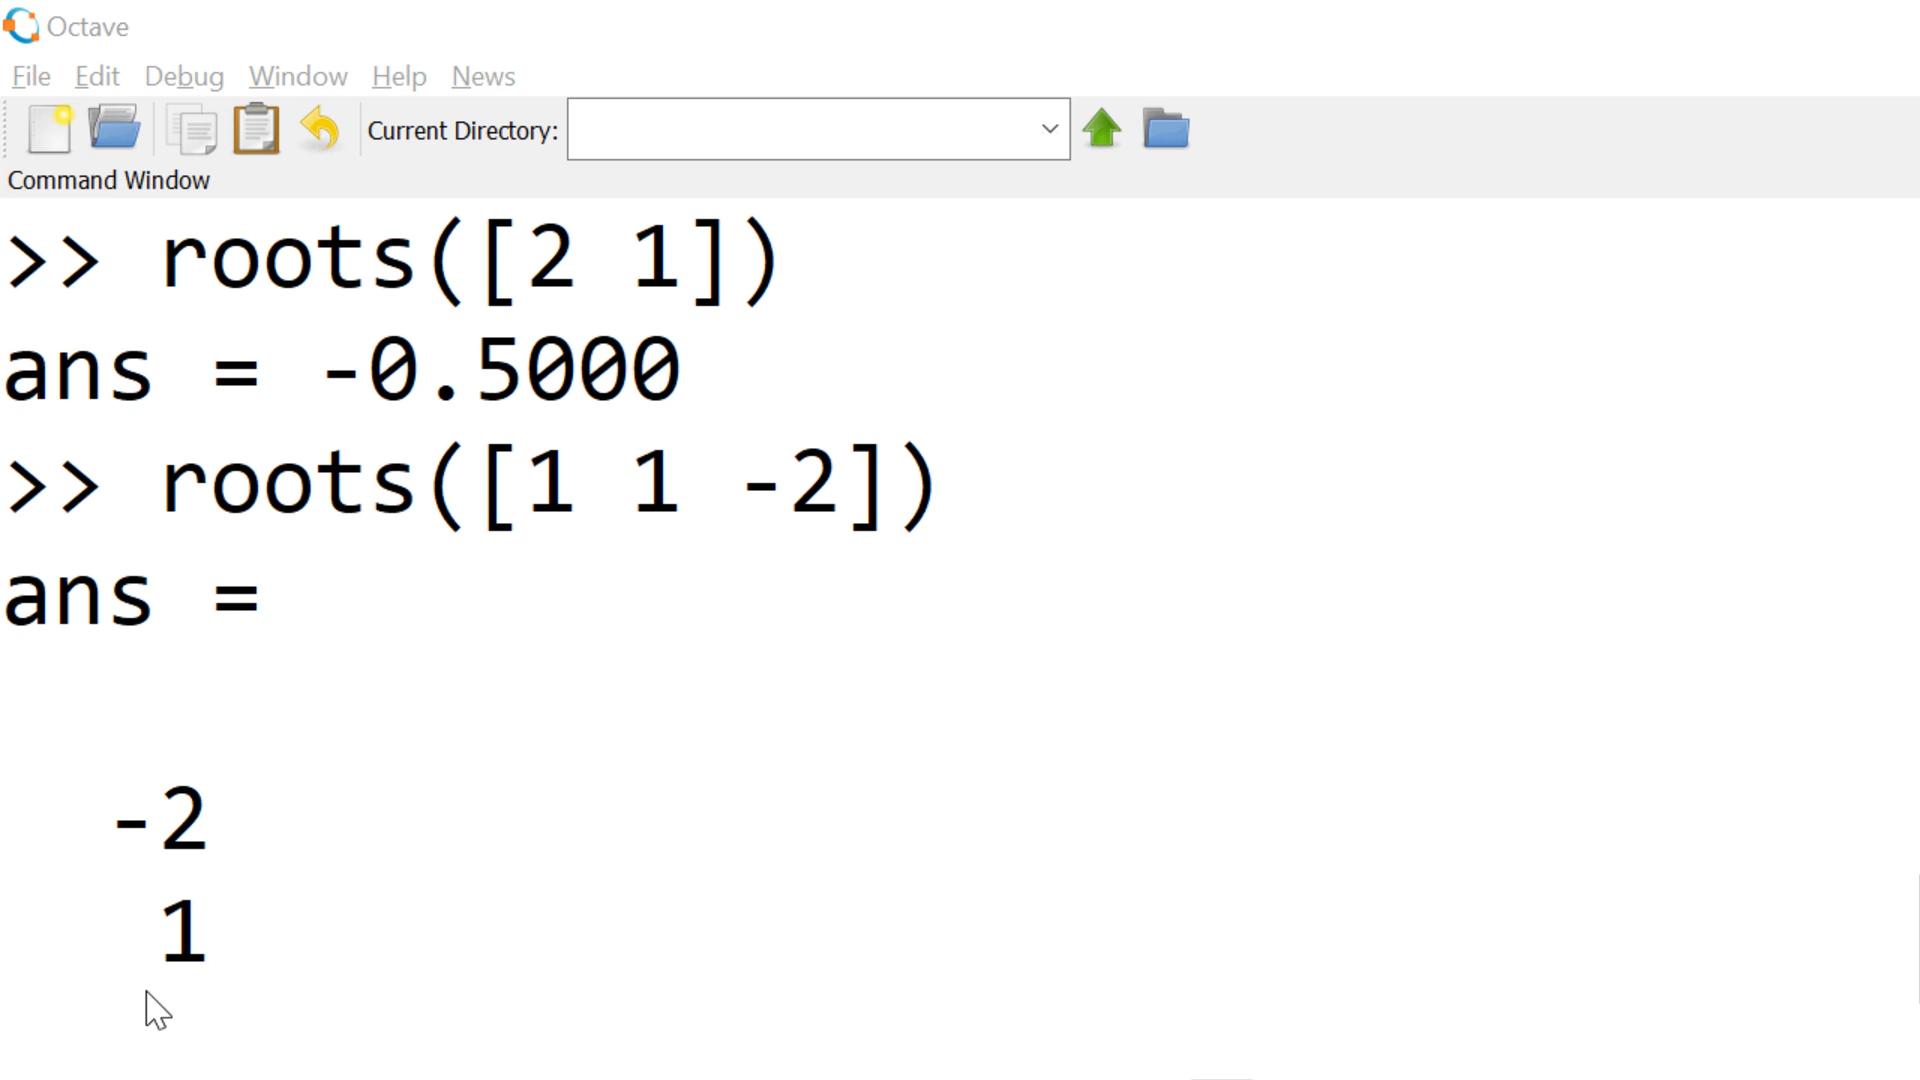 Octave
File Edit Debug Window Help News
Current Directory:
Command Window
>> roots([2 1])
ans = -0.5000
>> roots([1 1 -2])
ans =
-2
1